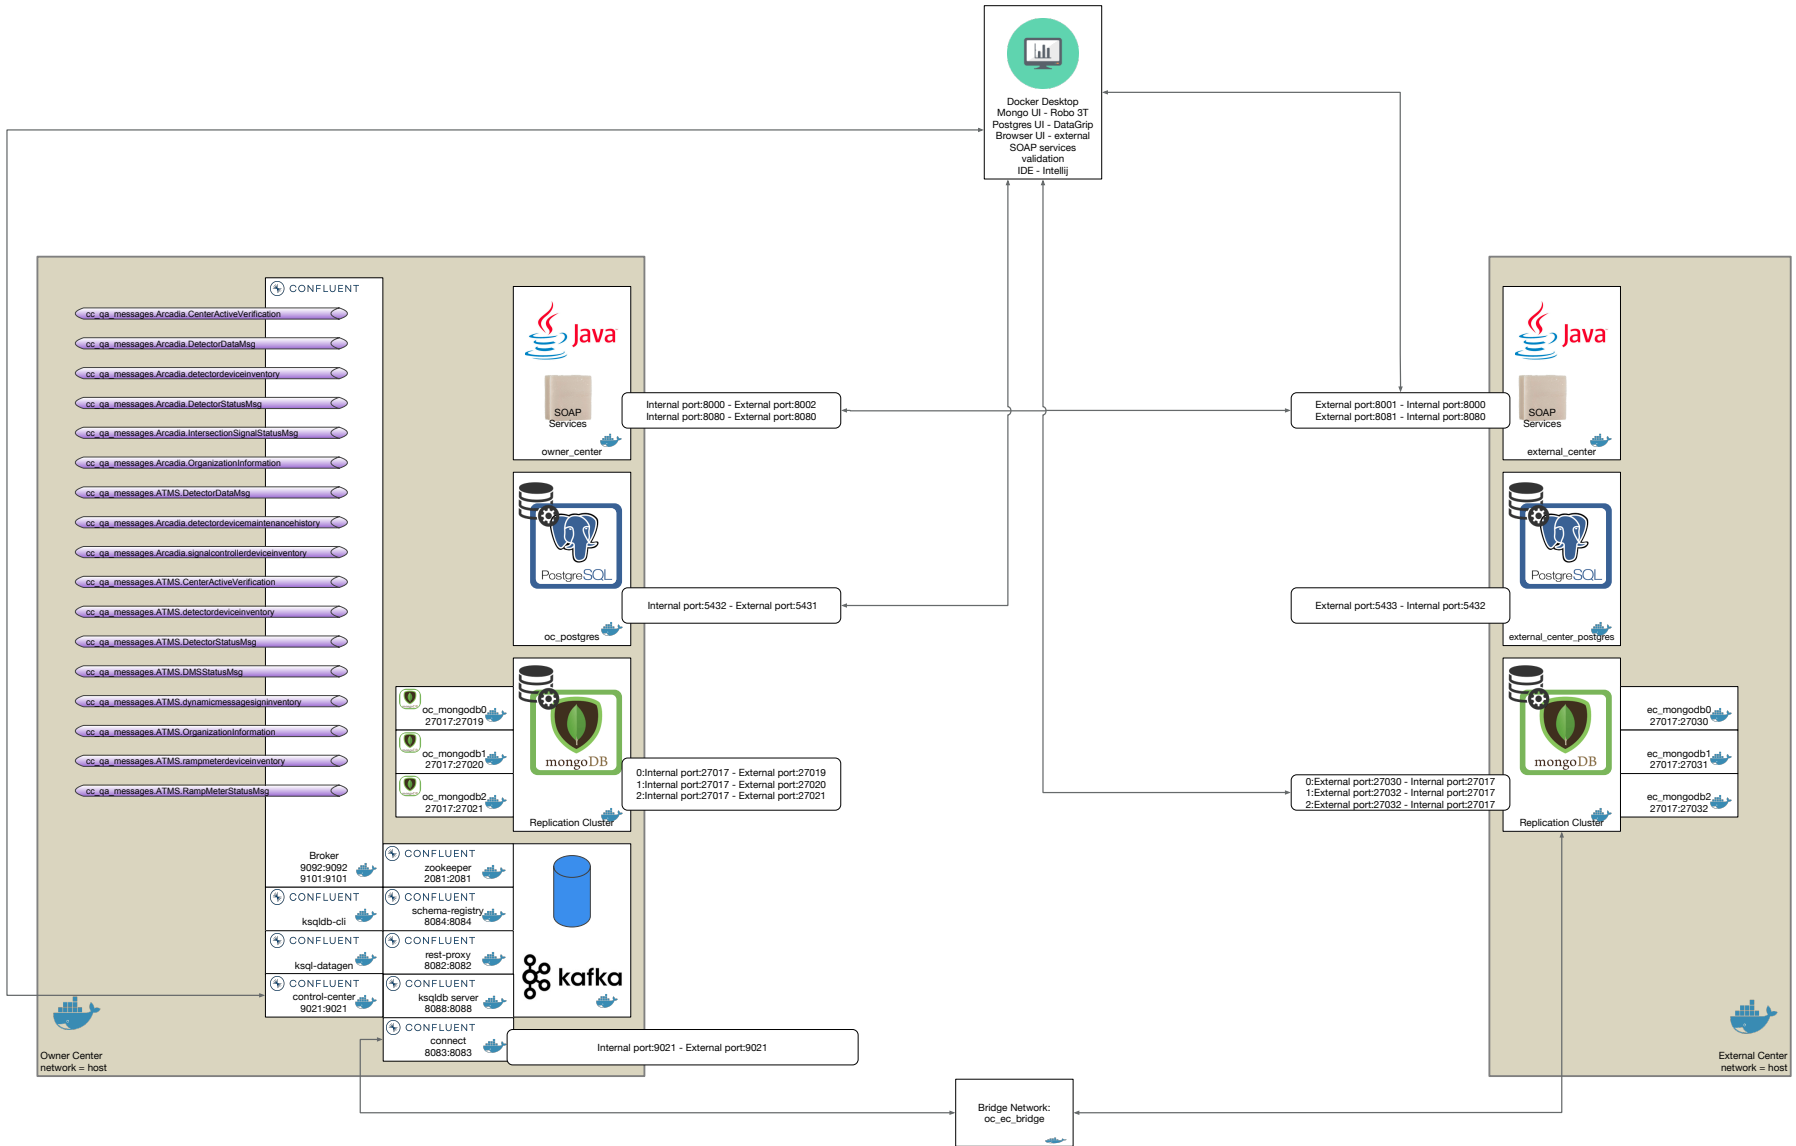 Docker Desktop
Mongo UI - Robo 3T
Postgres UI - DataGrip
Browser UI - external
SOAP services
validation
IDE - Intellij
CONFLUENT
cc_qa_messages.Arcadia.CenterActiveVerification
cc_qa_messages.Arcadia.DetectorDataMsg
cc_qa_messages.Arcadia.detectordeviceinventory
cc_qa_messages.Arcadia.DetectorStatusMsg
cc_qa_messages.Arcadia.IntersectionSignalStatusMsg
cc_qa_messages.Arcadia.OrganizationInformation
cc_qa_messages.ATMS.DetectorDataMsg
cc_qa_messages.Arcadia.detectordevicemaintenancehistory
cc_qa_messages.Arcadia.signalcontrollerdeviceinventory
cc_qa_messages.ATMS.CenterActiveVerification
cc_qa_messages.ATMS.detectordeviceinventory
cc_qa_messages.ATMS.DetectorStatusMsg
cc_qa_messages.ATMS.DMSStatusMsg
cc_qa_messages.ATMS.dynamicmessagesigninventory
cc_qa_messages.ATMS.OrganizationInformation
cc_qa_messages.ATMS.rampmeterdeviceinventory
cc_qa_messages.ATMS.RampMeterStatusMsg
Broker
9092:9092
9101:9101
CONFLUENT
ksqldb-cli
CONFLUENT
ksql-datagen
CONFLUENT
control-center
9021:9021
CONFLUENT
zookeeper
2081:2081
CONFLUENT
schema-registry
8084:8084
CONFLUENT
rest-proxy
8082:8082
CONFLUENT
ksqldb server
8088:8088
CONFLUENT
connect
8083:8083
Java
SOAP
Services
owner_center
Internal port:8000 - External port:8002
Internal port:8080 - External port:8080
PostgreSQL
oc_postgres
Internal port:5432 - External port:5431
oc_mongodb0
27017:27019
oc_mongodb1
27017:27020
oc_mongodb2
27017:27021
mongoDB
Replication Cluster
0:Internal port:27017 - External port:27019
1:Internal port:27017 - External port:27020
2:Internal port:27017 - External port:27021
kafka
Internal port:9021 - External port:9021
Owner Center
network = host
Bridge Network:
oc_ec_bridge
External port:8001 - Internal port:8000
External port:8081 - Internal port:8080
Java
SOAP
Services
external_center
External port:5433 - Internal port:5432
PostgreSQL
external_center_postgres
0:External port:27030 - Internal port:27017
1:External port:27032 - Internal port:27017
2:External port:27032 - Internal port:27017
mongoDB
Replication Cluster
ec_mongodb0
27017:27030
ec_mongodb1
27017:27031
ec_mongodb2
27017:27032
External Center
network = host